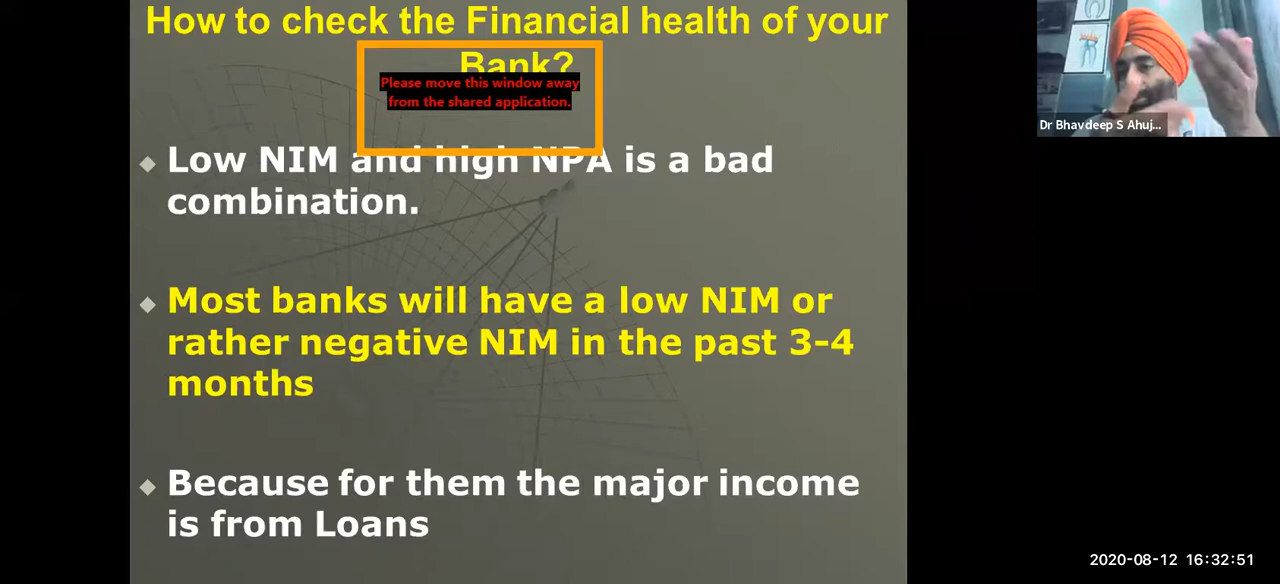 How to check the Financial health of your
Bank?
Please move this window away
from the shared application.
Low NIM and high NPA is a bad
combination.
Most banks will have a low NIM or
rather negative NIM in the past 3-4
months
Because for them the major income
is from Loans
Dr Bhavdeep S Ahuj...
2020-08-12 16:32:51